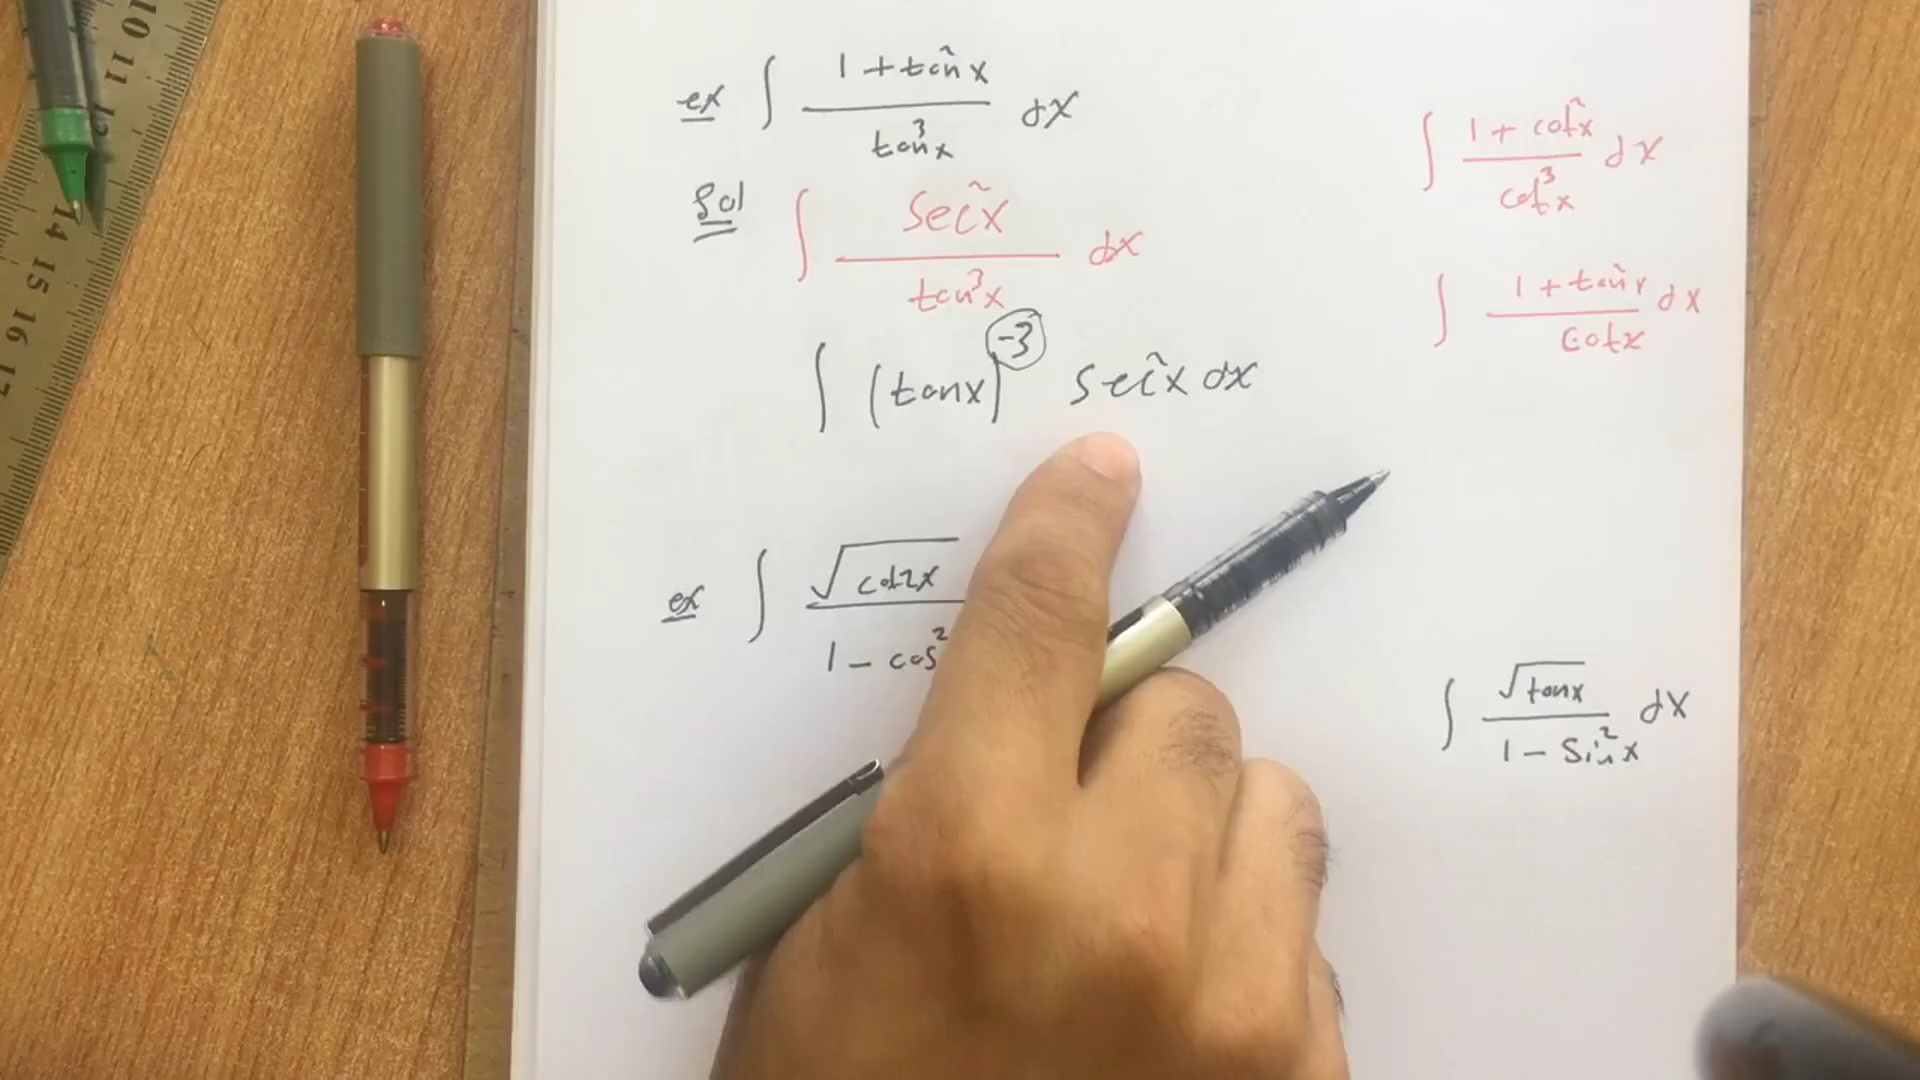 ex ∫ (1 + tan²x)/(tan³x) dx
Sol ∫ (sec²x)/(tan³x) dx
∫ (tanx)⁻³ sec²x dx
ex ∫ (√cot2x)/(1 - cos²
∫ (1 + cot²x)/(cot³x) dx
∫ (1 + tan²x)/(cotx) dx
∫ (√tanx)/(1 - Sin²x) dx
10 11 14 15 16 17